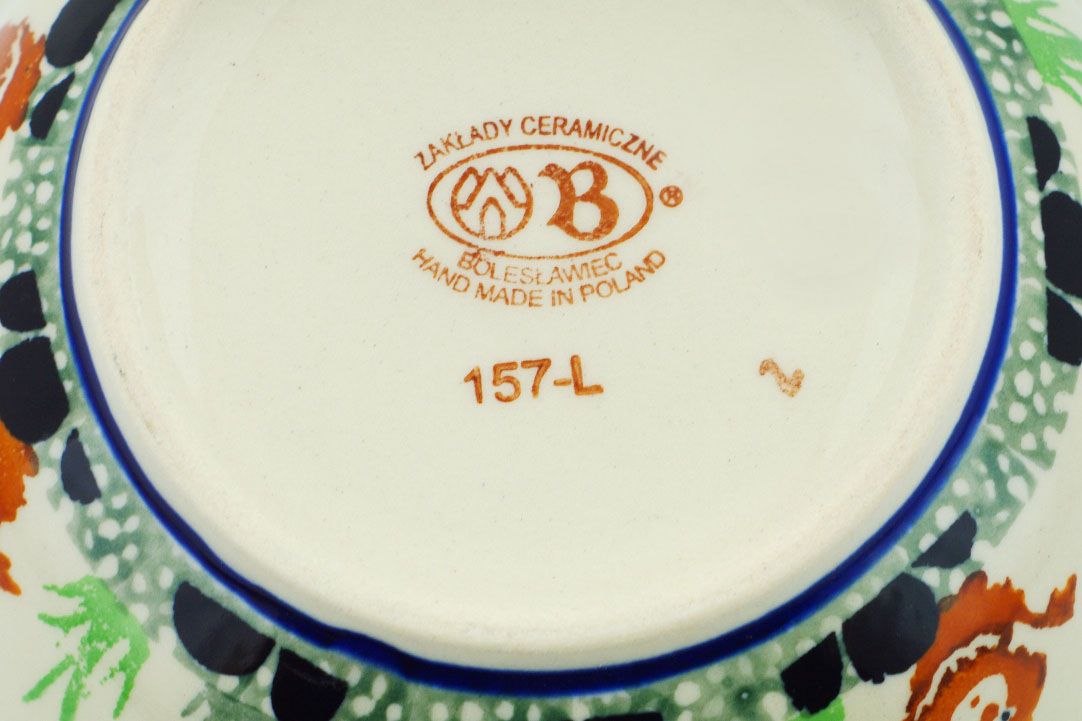 ZAKŁADY CERAMICZNE
B ®
BOLESŁAWIEC
HAND MADE IN POLAND
157-L